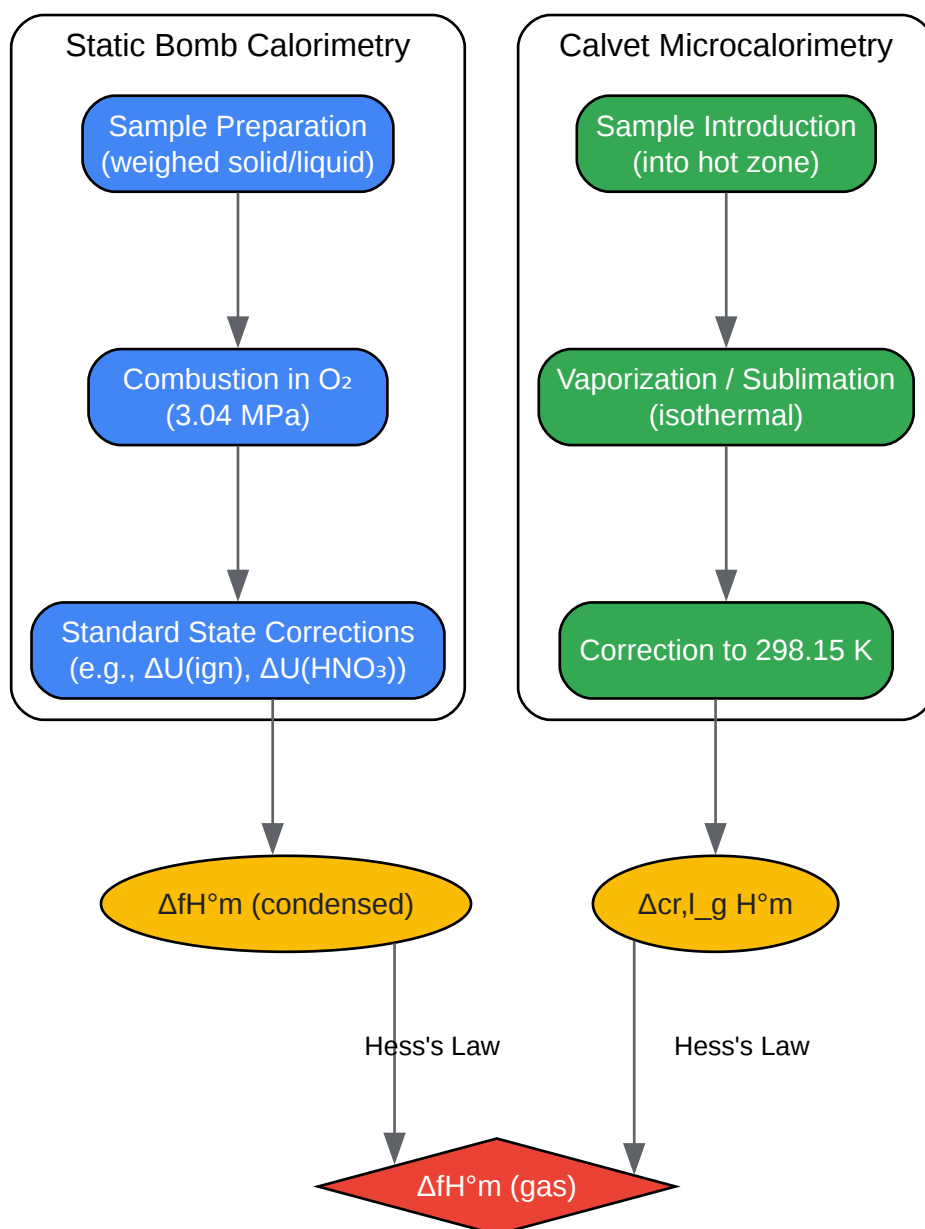 Static Bomb Calorimetry
Sample Preparation
(weighed solid/liquid)
Combustion in O₂
(3.04 MPa)
Standard State Corrections
(e.g., ΔU(ign), ΔU(HNO₃))
Calvet Microcalorimetry
Sample Introduction
(into hot zone)
Vaporization / Sublimation
(isothermal)
Correction to 298.15 K
ΔfH°m (condensed)
Δcr,l_g H°m
Hess's Law
Hess's Law
ΔfH°m (gas)